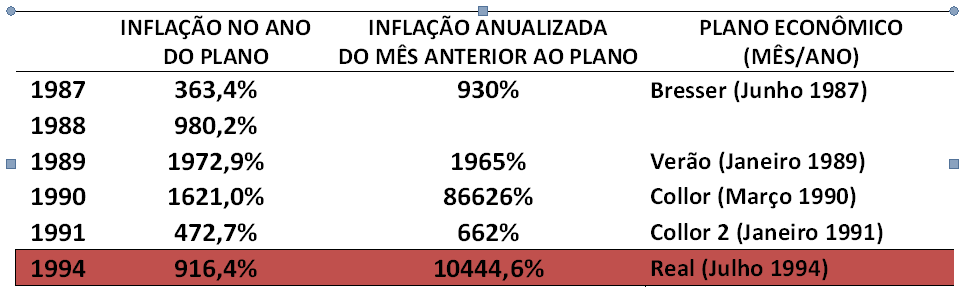 INFLAÇÃO NO ANO DO PLANO INFLAÇÃO ANUALIZADA DO MÊS ANTERIOR AO PLANO PLANO ECONÔMICO (MÊS/ANO)
1987 363,4% 930% Bresser (Junho 1987)
1988 980,2%
1989 1972,9% 1965% Verão (Janeiro 1989)
1990 1621,0% 86626% Collor (Março 1990)
1991 472,7% 662% Collor 2 (Janeiro 1991)
1994 916,4% 10444,6% Real (Julho 1994)